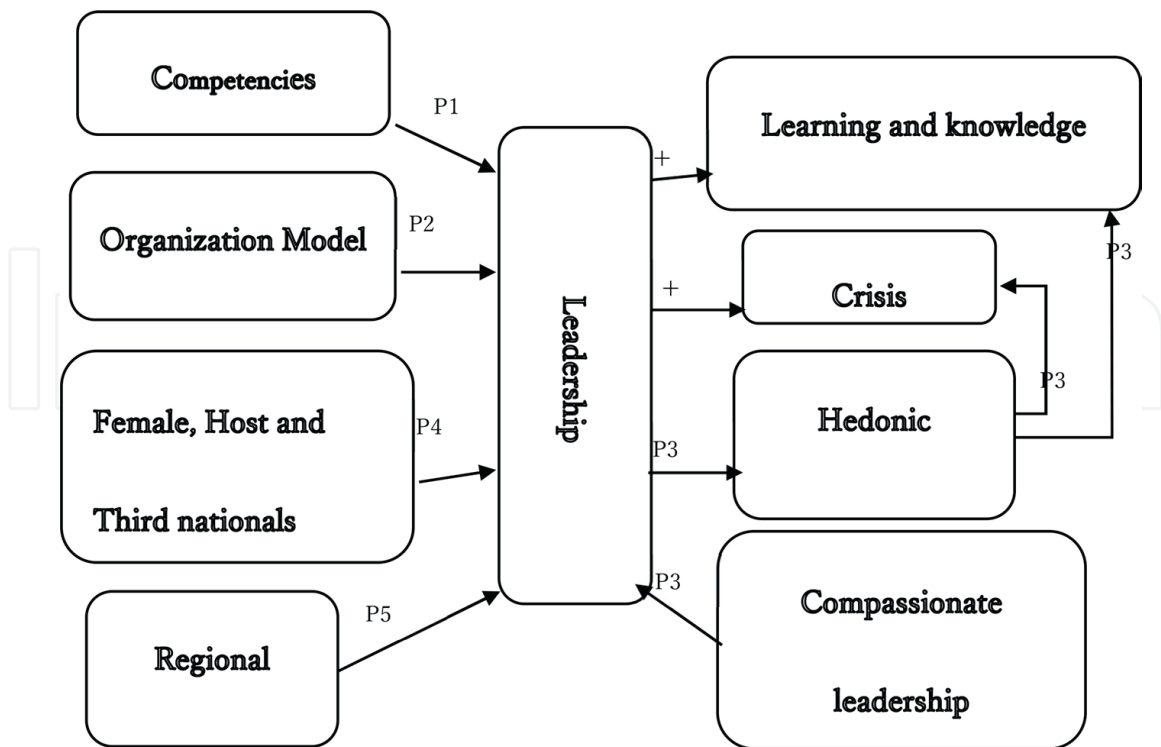 Competencies
P1
Organization Model
P2
Female, Host and
Third nationals
P4
Regional
P5
Leadership
+
Learning and knowledge
+
Crisis
P3
P3
P3
Hedonic
P3
Compassionate
leadership